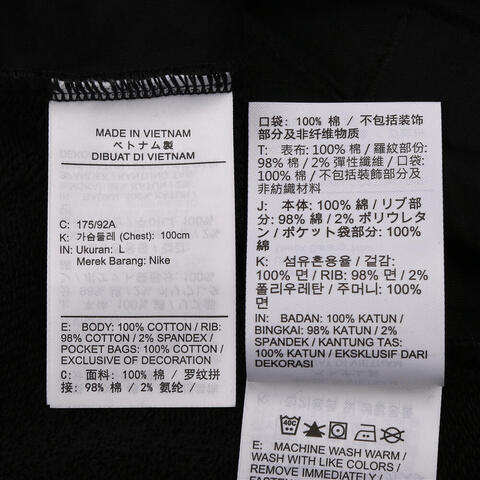 MADE IN VIETNAM
ベトナム製
DIBUAT DI VIETNAM
C: 175/92A
K: 가슴둘레 (Chest): 100cm
IN: Ukuran: L
Merek Barang: Nike
E: BODY: 100% COTTON / RIB:
98% COTTON / 2% SPANDEX /
POCKET BAGS: 100% COTTON /
EXCLUSIVE OF DECORATION
C: 面料: 100% 棉 / 罗纹拼
接: 98% 棉 / 2% 氨纶 /
口袋: 100% 棉 / 不包括装饰
部分及非纤维物质
T: 表布: 100% 棉 / 羅紋部份:
98% 棉 / 2% 彈性纖維 / 口袋:
100% 棉 / 不包括裝飾部分及
非紡織材料
J: 本体: 100% 綿 / リブ部
分: 98% 綿 / 2% ポリウレタ
ン / ポケット袋部分: 100%
綿
K: 섬유혼용율 / 겉감:
100% 면 / RIB: 98% 면 / 2%
폴리우레탄 / 주머니: 100%
면
IN: BADAN: 100% KATUN /
BINGKAI: 98% KATUN / 2%
SPANDEX / KANTUNG TAS:
100% KATUN / EKSKLUSIF DARI
DEKORASI
40C
E: MACHINE WASH WARM /
WASH WITH LIKE COLORS /
REMOVE IMMEDIATELY /